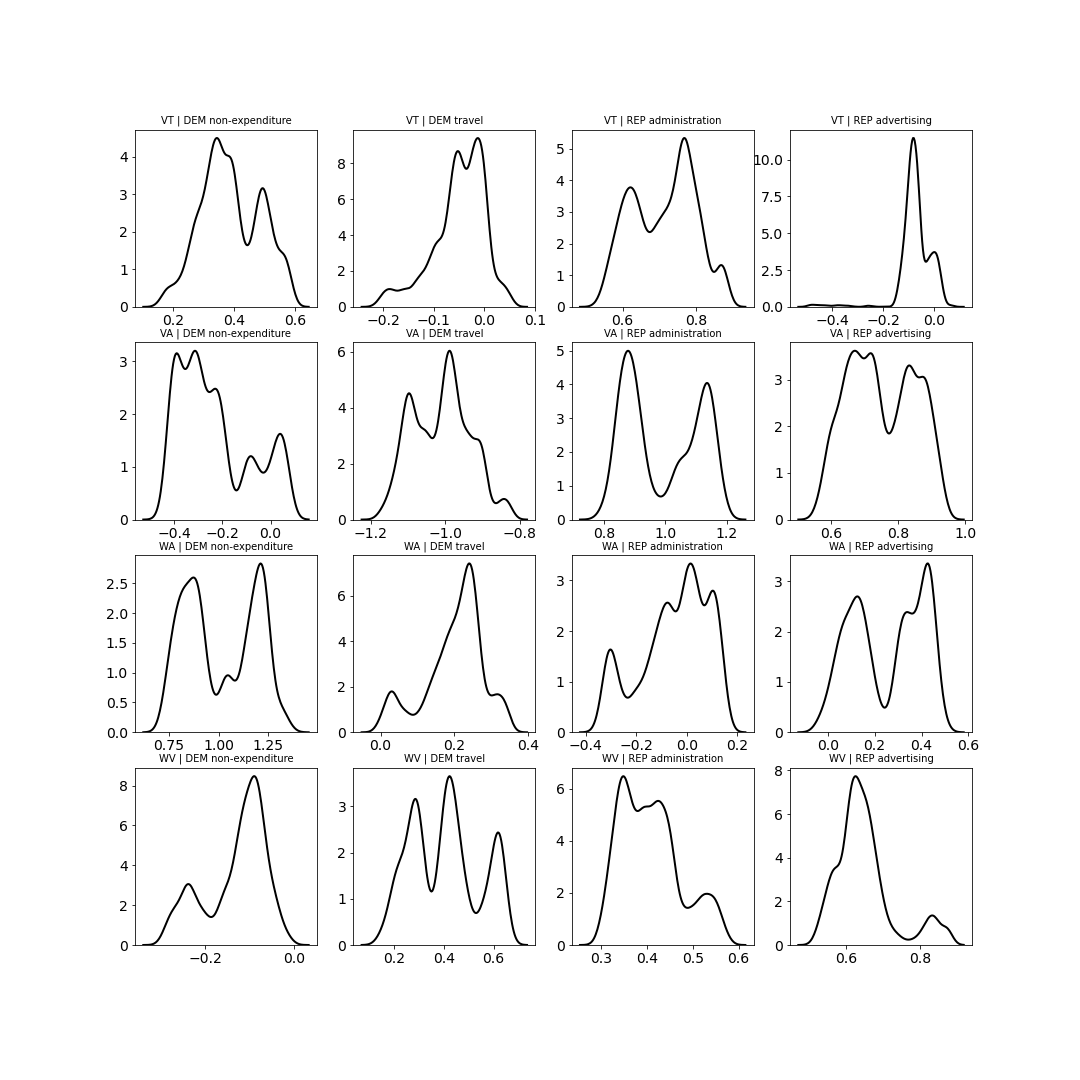 VT | DEM non-expenditure
VT | DEM travel
VT | REP administration
VT | REP advertising
4
3
2
1
0
0.2 0.4 0.6
8
6
4
2
0
−0.2 −0.1 0.0 0.1
5
4
3
2
1
0
0.6 0.8
10.0
7.5
5.0
2.5
0.0
−0.4 −0.2 0.0
VA | DEM non-expenditure
VA | DEM travel
VA | REP administration
VA | REP advertising
3
2
1
0
−0.4 −0.2 0.0
6
4
2
0
−1.2 −1.0 −0.8
5
4
3
2
1
0
0.8 1.0 1.2
3
2
1
0
0.6 0.8 1.0
WA | DEM non-expenditure
WA | DEM travel
WA | REP administration
WA | REP advertising
2.5
2.0
1.5
1.0
0.5
0.0
0.75 1.00 1.25
6
4
2
0
0.0 0.2 0.4
3
2
1
0
−0.4 −0.2 0.0 0.2
3
2
1
0
0.0 0.2 0.4 0.6
WV | DEM non-expenditure
WV | DEM travel
WV | REP administration
WV | REP advertising
8
6
4
2
0
−0.2 0.0
3
2
1
0
0.2 0.4 0.6
6
4
2
0
0.3 0.4 0.5 0.6
8
6
4
2
0
0.6 0.8